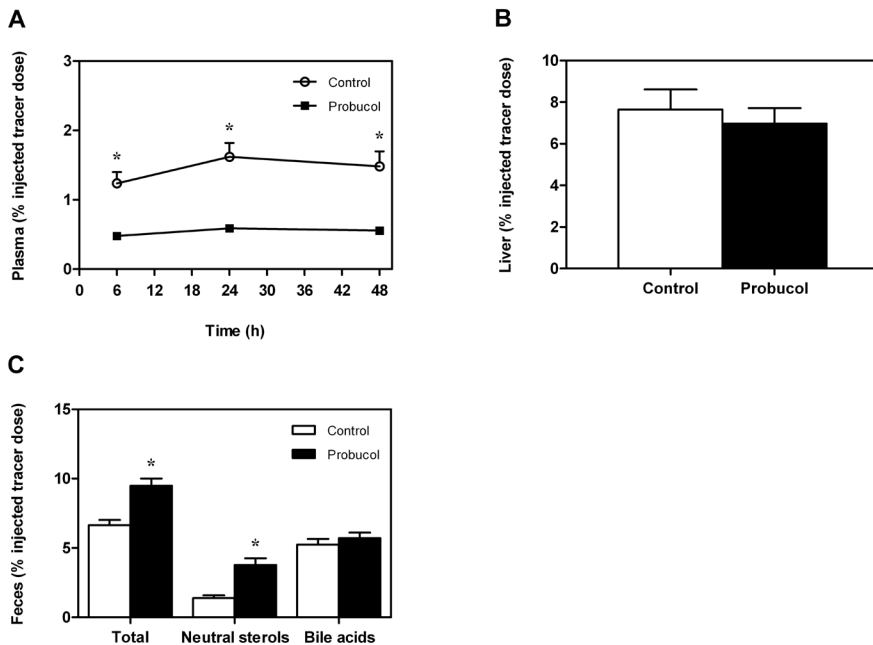 A
Plasma (% injected tracer dose)
3
2
1
0
Control
Probucol
*
*
*
0 6 12 18 24 30 36 42 48
Time (h)
B
Liver (% injected tracer dose)
10
8
6
4
2
0
Control Probucol
C
Feces (% injected tracer dose)
15
10
5
0
Control
Probucol
*
*
Total Neutral sterols Bile acids